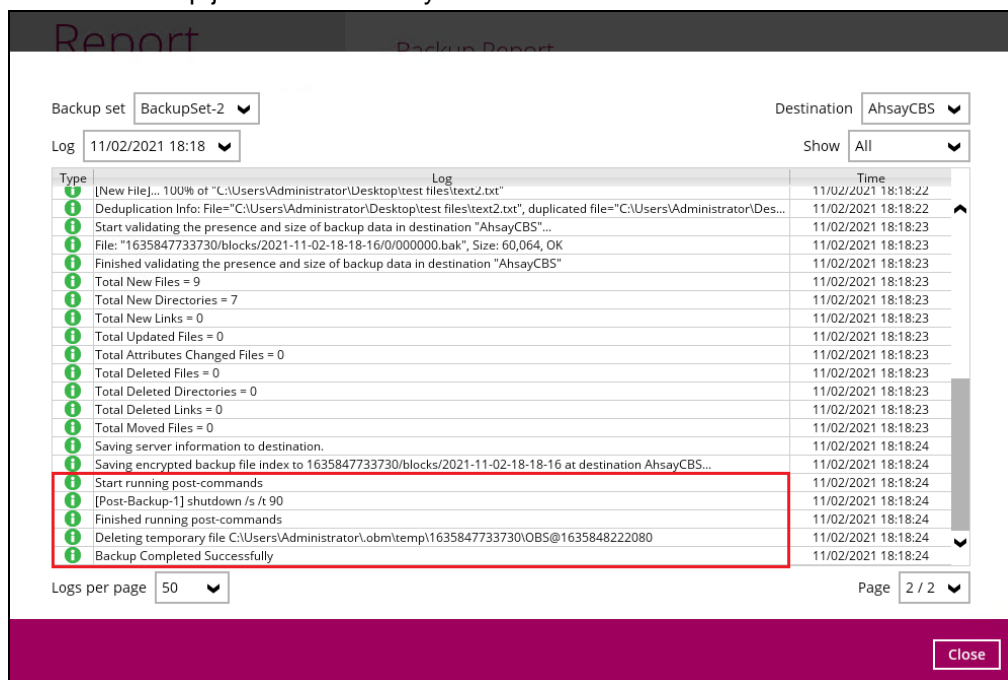 Report
Backup Report
Backup set BackupSet-2 Destination AhsayCBS
Log 11/02/2021 18:18 Show All
Type Log Time
[New File]... 100% of "C:\Users\Administrator\Desktop\test files\text2.txt" 11/02/2021 18:18:22
Deduplication Info: File="C:\Users\Administrator\Desktop\test files\text2.txt", duplicated file="C:\Users\Administrator\Des... 11/02/2021 18:18:22
Start validating the presence and size of backup data in destination "AhsayCBS"... 11/02/2021 18:18:23
File: "1635847733730/blocks/2021-11-02-18-18-16/0/000000.bak", Size: 60,064, OK 11/02/2021 18:18:23
Finished validating the presence and size of backup data in destination "AhsayCBS" 11/02/2021 18:18:23
Total New Files = 9 11/02/2021 18:18:23
Total New Directories = 7 11/02/2021 18:18:23
Total New Links = 0 11/02/2021 18:18:23
Total Updated Files = 0 11/02/2021 18:18:23
Total Attributes Changed Files = 0 11/02/2021 18:18:23
Total Deleted Files = 0 11/02/2021 18:18:23
Total Deleted Directories = 0 11/02/2021 18:18:23
Total Deleted Links = 0 11/02/2021 18:18:23
Total Moved Files = 0 11/02/2021 18:18:23
Saving server information to destination. 11/02/2021 18:18:24
Saving encrypted backup file index to 1635847733730/blocks/2021-11-02-18-18-16 at destination AhsayCBS... 11/02/2021 18:18:24
Start running post-commands 11/02/2021 18:18:24
[Post-Backup-1] shutdown /s /t 90 11/02/2021 18:18:24
Finished running post-commands 11/02/2021 18:18:24
Deleting temporary file C:\Users\Administrator\.obm\temp\1635847733730\OBS@1635848222080 11/02/2021 18:18:24
Backup Completed Successfully 11/02/2021 18:18:24
Logs per page 50 Page 2 / 2
Close